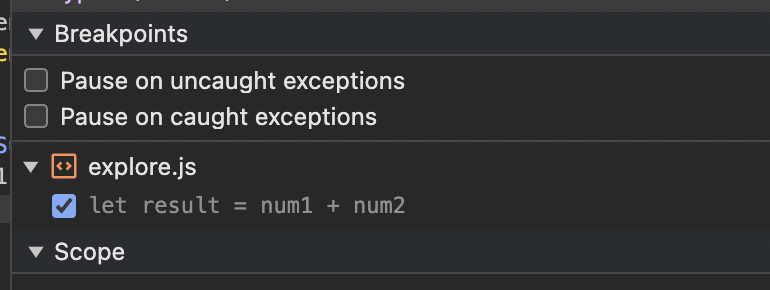 Breakpoints
Pause on uncaught exceptions
Pause on caught exceptions
explore.js
let result = num1 + num2
Scope